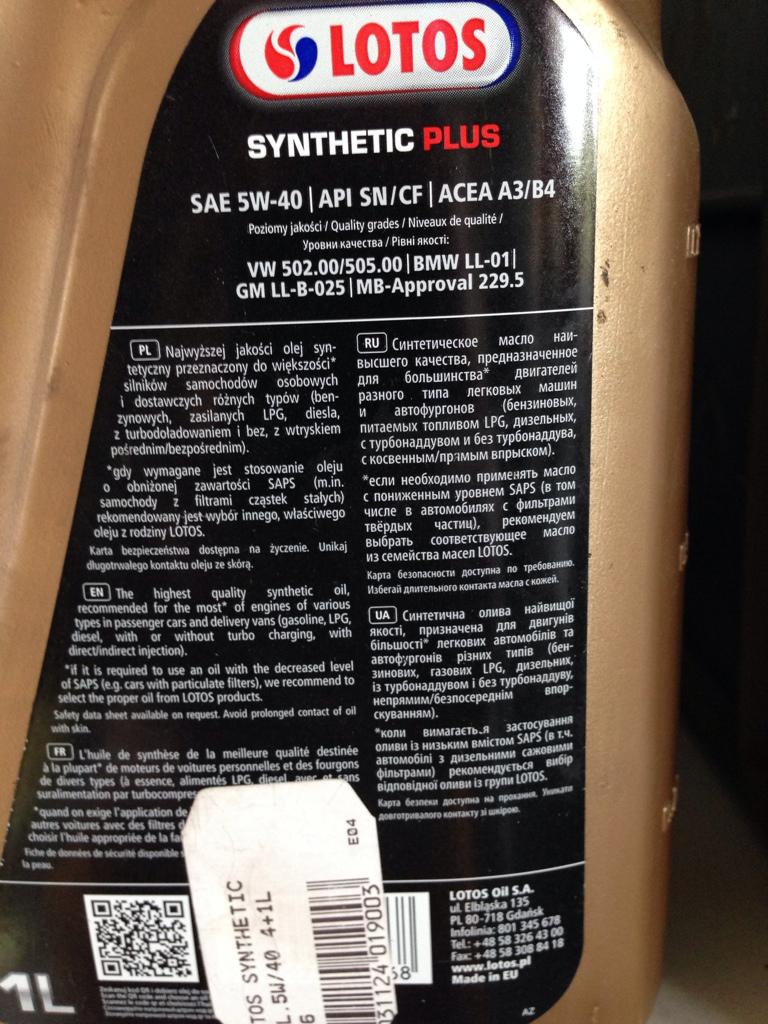 LOTOS
SYNTHETIC PLUS
SAE 5W-40 | API SN/CF | ACEA A3/B4
Poziomy jakości / Quality grades / Niveaux de qualité /
Уровни качества / Рівні якості:
VW 502.00/505.00 | BMW LL-01 |
GM LL-B-025 | MB-Approval 229.5
PL Najwyższej jakości olej syn-
tetyczny przeznaczony do większości*
silników samochodów osobowych
i dostawczych różnych typów (ben-
zynowych, zasilanych LPG, diesla,
z turbodoładowaniem i bez, z wtryskiem
pośrednim/bezpośrednim).
*gdy wymagane jest stosowanie oleju
o obniżonej zawartości SAPS (m.in.
samochody z filtrami cząstek stałych)
rekomendowany jest wybór innego, właściwego
oleju z rodziny LOTOS.
Karta bezpieczeństwa dostępna na życzenie. Unikaj
długotrwałego kontaktu oleju ze skórą.
EN The highest quality synthetic oil,
recommended for the most* of engines of various
types in passenger cars and delivery vans (gasoline, LPG,
diesel, with or without turbo charging, with
direct/indirect injection).
*if it is required to use an oil with the decreased level
of SAPS (e.g. cars with particulate filters), we recommend to
select the proper oil from LOTOS products.
Safety data sheet available on request. Avoid prolonged contact of oil
with skin.
FR L'huile de synthèse de la meilleure qualité destinée
à la plupart* de moteurs de voitures personnelles et des fourgons
de divers types (à essence, alimentés LPG, diesel, avec et sans
suralimentation par turbocompres
*quand on exige l'application de
autres voitures avec des filtres d
choisir l'huile appropriée de la fa
Fiche de données de sécurité disponible s
la peau.
RU Синтетическое масло наи-
высшего качества, предназначенное
для большинства* двигателей
разного типа легковых машин
и автофургонов (бензиновых,
питаемых топливом LPG, дизельных,
с турбонаддувом и без турбонаддува,
с косвенным/прямым впрыском).
*если необходимо применять масло
с пониженным уровнем SAPS (в том
числе в автомобилях с фильтрами
твёрдых частиц), рекомендуем
выбрать соответствующее масло
из семейства масел LOTOS.
Карта безопасности доступна по требованию.
Избегай длительного контакта масла с кожей.
UA Синтетична олива найвищої
якості, призначена для двигунів
більшості* легкових автомобілів та
автофургонів різних типів (бен-
зинових, газових LPG, дизельних,
із турбонаддувом і без турбонаддуву,
непрямим/безпосереднім впор-
скуванням).
*коли вимагається застосування
оливи із низьким вмістом SAPS (в т.ч.
автомобілі з дизельними сажовими
фільтрами) рекомендується вибір
відповідної оливи із групи LOTOS.
Карта безпеки доступна на прохання. Уникати
довготривалого контакту зі шкірою.
1L
TOS SYNTHETIC
L.5W/40 4+1L
6
31124 019003
E04
68
LOTOS Oil S.A.
ul. Elbląska 135
PL 80-718 Gdańsk
Infolinia: 801 345 678
Tel.: +48 58 326 43 00
Fax: +48 58 308 84 18
www.lotos.pl
Made in EU
AZ